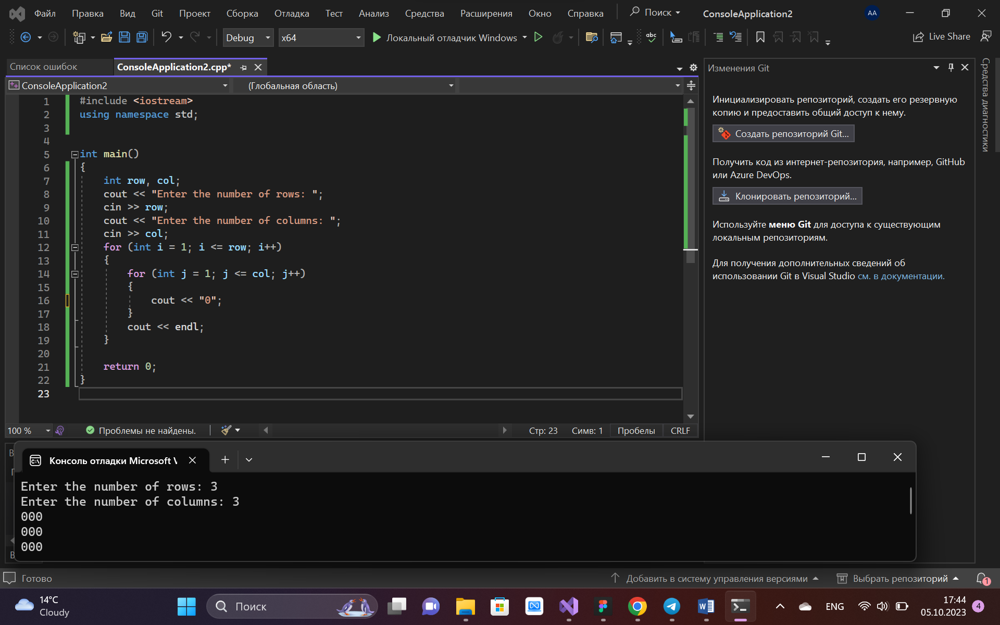 Файл Правка Вид Git Проект Сборка Отладка Тест Анализ Средства Расширения Окно Справка Поиск ConsoleApplication2 AA
Debug x64 Локальный отладчик Windows abc Live Share
Список ошибок ConsoleApplication2.cpp*
ConsoleApplication2 (Глобальная область)
1 #include <iostream>
2 using namespace std;
3
4
5 int main()
6 {
7 int row, col;
8 cout << "Enter the number of rows: ";
9 cin >> row;
10 cout << "Enter the number of columns: ";
11 cin >> col;
12 for (int i = 1; i <= row; i++)
13 {
14 for (int j = 1; j <= col; j++)
15 {
16 cout << "0";
17 }
18 cout << endl;
19 }
20
21 return 0;
22 }
23
100 % Проблемы не найдены. Стр: 23 Симв: 1 Пробелы CRLF
Изменения Git
Инициализировать репозиторий, создать его резервную
копию и предоставить общий доступ к нему.
Создать репозиторий Git...
Получить код из интернет-репозитория, например, GitHub
или Azure DevOps.
Клонировать репозиторий...
Используйте меню Git для доступа к существующим
локальным репозиториям.
Для получения дополнительных сведений об
использовании Git в Visual Studio см. в документации.
Средства диагностики
Консоль отладки Microsoft
Enter the number of rows: 3
Enter the number of columns: 3
000
000
000
Готово Добавить в систему управления версиями Выбрать репозиторий 1
14°C
Cloudy
Поиск
ENG
17:44
05.10.2023
4